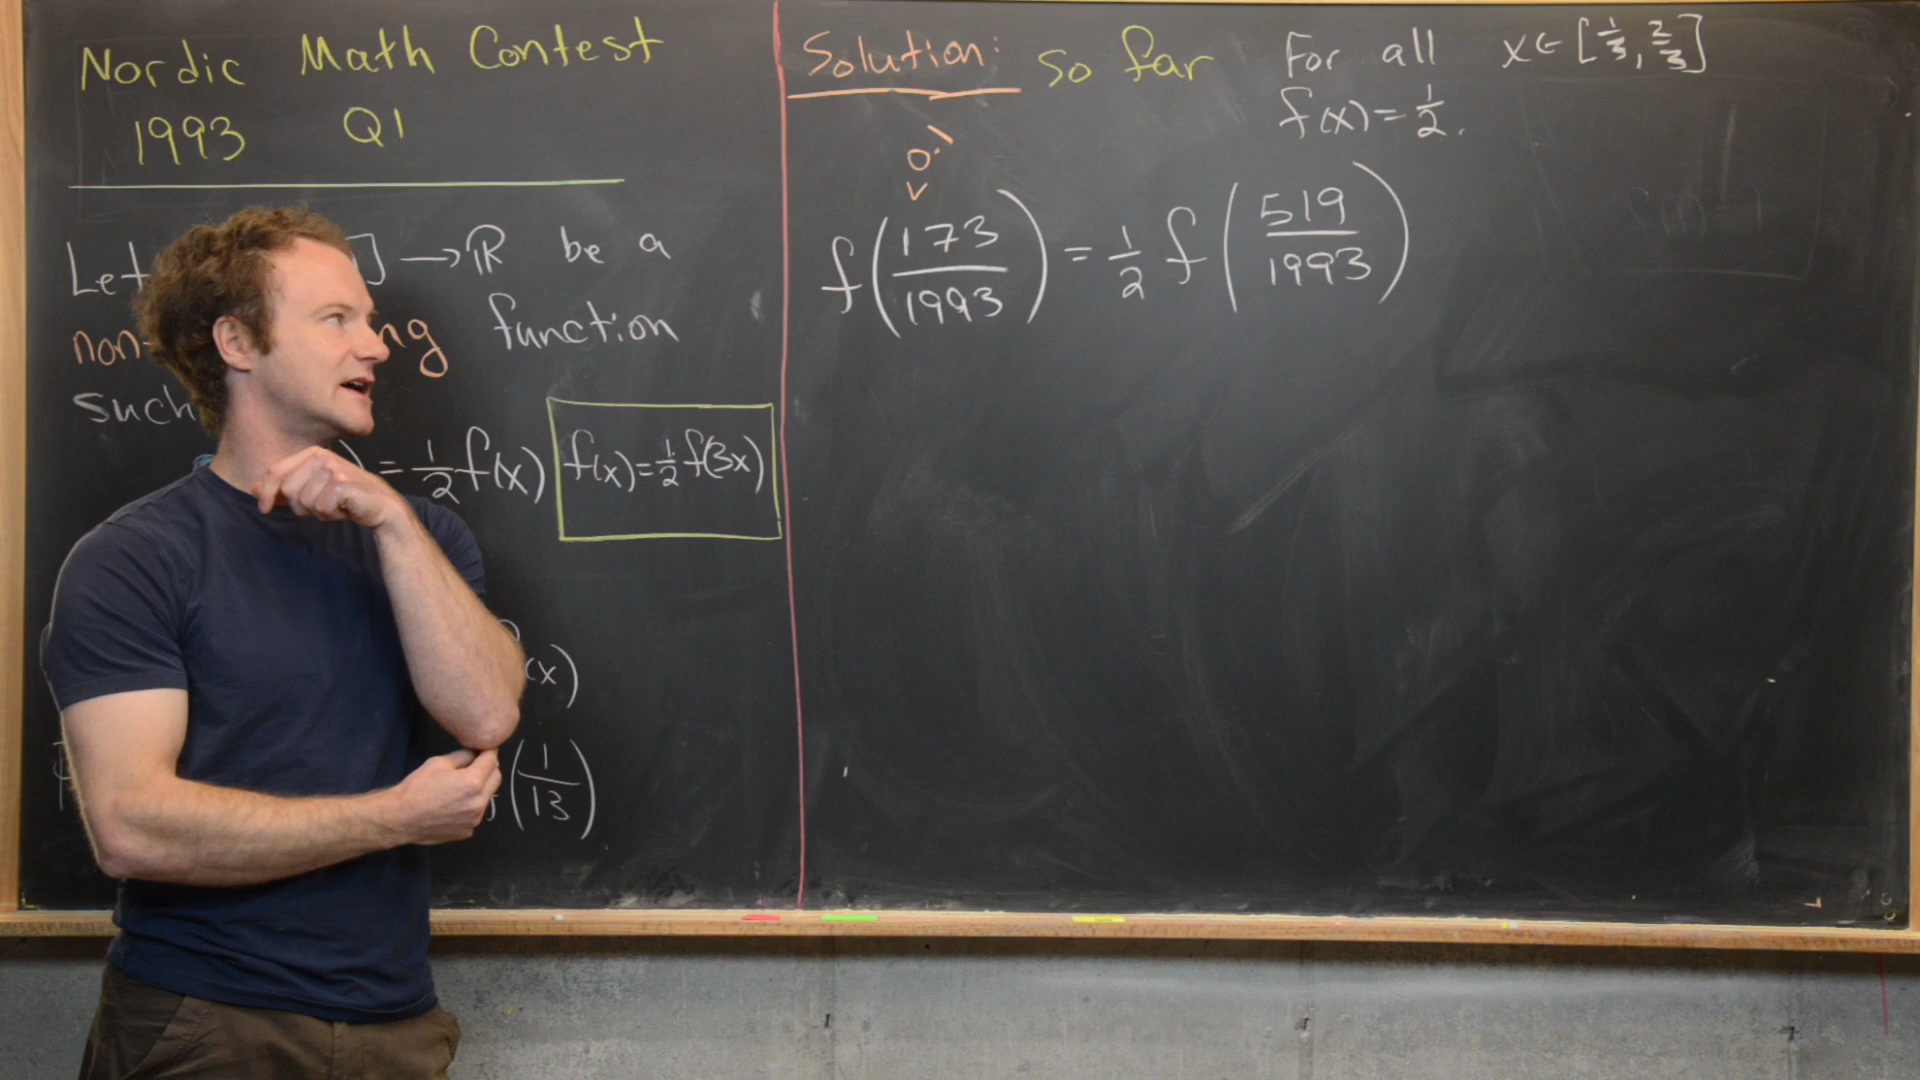 Nordic Math Contest
1993 Q1
Let ] → ℝ be a
non- ng function
such
) = 1/2 f(x) f(x) = 1/2 f(3x)
(x)
(1/13)
Solution: so far For all x ∈ [1/3, 2/3]
f(x) = 1/2.
0.
f(173/1993) = 1/2 f(519/1993)